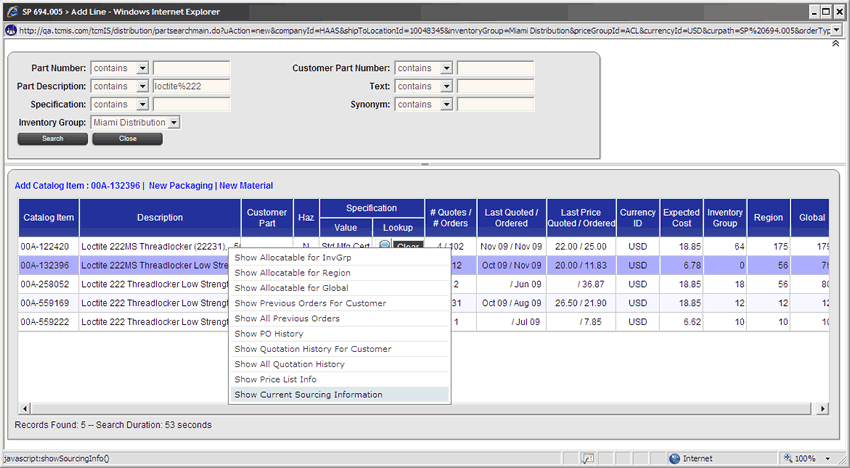 SP 694.005 > Add Line - Windows Internet Explorer
http://qa.tcmis.com/tcmIS/distribution/partsearchmain.do?uAction=new&companyId=HAAS&shipToLocationId=10048345&inventoryGroup=Miami Distribution&priceGroupId=ACL&currencyId=USD&curpath=SP%20694.005&orderTyp
Part Number: contains Customer Part Number: contains
Part Description: contains loctite%222 Text: contains
Specification: contains Synonym: contains
Inventory Group: Miami Distribution
Search Close
Add Catalog Item : 00A-132396 | New Packaging | New Material
Catalog Item Description Customer Part Haz Specification Value Lookup # Quotes / # Orders Last Quoted / Ordered Last Price Quoted / Ordered Currency ID Expected Cost Inventory Group Region Global
00A-122420 Loctite 222MS Threadlocker (22231), N Std Mfg Cert Clear 4 / 102 Nov 09 / Nov 09 22.00 / 25.00 USD 18.85 64 175 179
00A-132396 Loctite 222MS Threadlocker Low Stren 12 Oct 09 / Nov 09 20.00 / 11.83 USD 6.78 0 56
00A-258052 Loctite 222 Threadlocker Low Strengt 2 / Jun 09 / 36.87 USD 18.85 18 56
00A-559169 Loctite 222 Threadlocker Low Strengt 31 Oct 09 / Aug 09 26.50 / 21.90 USD 18.85 12 12 12
00A-559222 Loctite 222 Threadlocker Low Strengt 1 / Jul 09 / 7.85 USD 6.62 10 10 10
Show Allocatable for InvGrp
Show Allocatable for Region
Show Allocatable for Global
Show Previous Orders For Customer
Show All Previous Orders
Show PO History
Show Quotation History For Customer
Show All Quotation History
Show Price List Info
Show Current Sourcing Information
Records Found: 5 -- Search Duration: 53 seconds
javascript:showSourcingInfo() Internet 100%